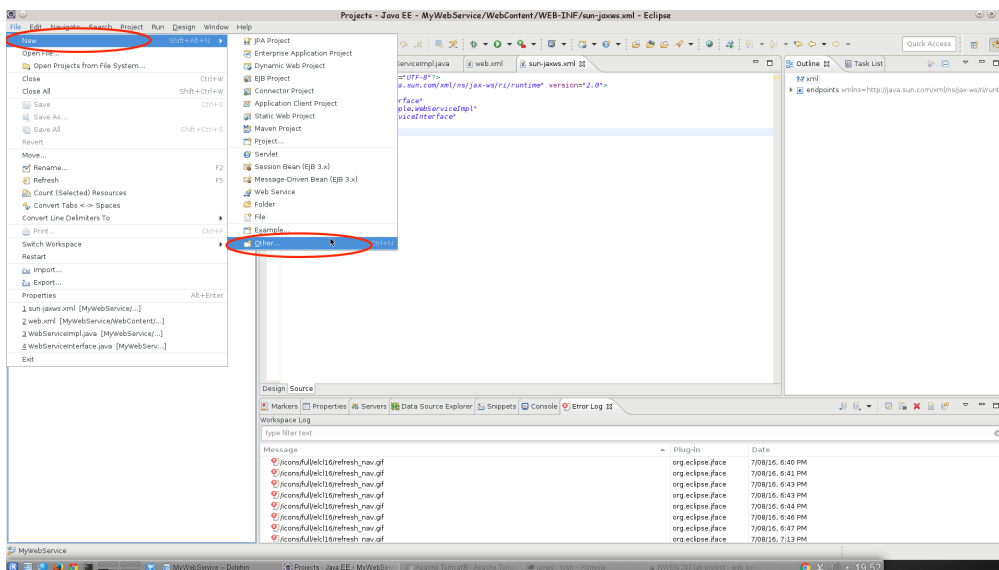 Projects - Java EE - MyWebService/WebContent/WEB-INF/sun-jaxws.xml - Eclipse
File Edit Navigate Search Project Run Design Window Help
New Shift+Alt+N
Open File...
Open Projects from File System...
Close Ctrl+W
Close All Shift+Ctrl+W
Save Ctrl+S
Save As...
Save All Shift+Ctrl+S
Revert
Move...
Rename... F2
Refresh F5
Count (Selected) Resources
Convert Tabs <-> Spaces
Convert Line Delimiters To
Print... Ctrl+P
Switch Workspace
Restart
Import...
Export...
Properties Alt+Enter
1 sun-jaxws.xml [MyWebService/...]
2 web.xml [MyWebService/WebContent/...]
3 WebServiceImpl.java [MyWebService/...]
4 WebServiceInterface.java [MyWebServ...]
Exit
JPA Project
Enterprise Application Project
Dynamic Web Project
EJB Project
Connector Project
Application Client Project
Static Web Project
Maven Project
Project...
Servlet
Session Bean (EJB 3.x)
Message-Driven Bean (EJB 3.x)
Web Service
Folder
File
Example...
Other... Ctrl+N
Quick Access
erviceImpl.java web.xml sun-jaxws.xml
="UTF-8"?>
a.sun.com/xml/ns/jax-ws/ri/runtime" version="2.0">
rface"
ple.WebServiceImpl"
viceInterface"
Design Source
Outline Task List
xml
endpoints xmlns=http://java.sun.com/xml/ns/jax-ws/ri/runt
Markers Properties Servers Data Source Explorer Snippets Console Error Log
Workspace Log
type filter text
Message Plug-in Date
/icons/full/elcl16/refresh_nav.gif org.eclipse.jface 7/08/16, 6:40 PM
/icons/full/elcl16/refresh_nav.gif org.eclipse.jface 7/08/16, 6:41 PM
/icons/full/elcl16/refresh_nav.gif org.eclipse.jface 7/08/16, 6:43 PM
/icons/full/elcl16/refresh_nav.gif org.eclipse.jface 7/08/16, 6:43 PM
/icons/full/elcl16/refresh_nav.gif org.eclipse.jface 7/08/16, 6:44 PM
/icons/full/elcl16/refresh_nav.gif org.eclipse.jface 7/08/16, 6:46 PM
/icons/full/elcl16/refresh_nav.gif org.eclipse.jface 7/08/16, 6:47 PM
/icons/full/elcl16/refresh_nav.gif org.eclipse.jface 7/08/16, 7:13 PM
MyWebService
MyWebService – Dolphin Projects - Java EE - MyWebSer 19:52